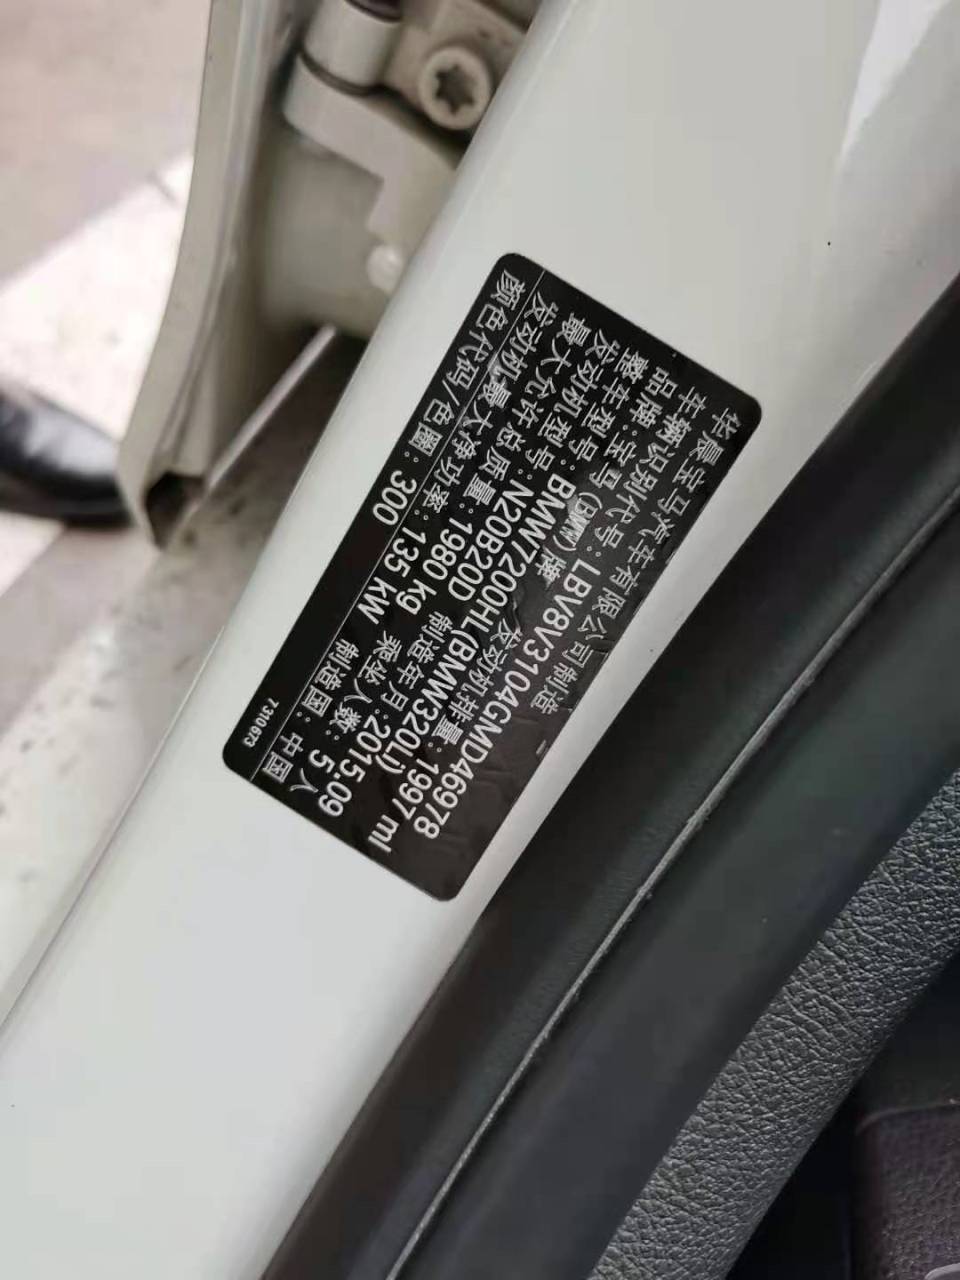 华晨宝马汽车有限公司制造
车辆识别代号: LBV8V3104GMD46978
品牌: 宝马 (BMW) 牌 发动机排量: 1997 ml
整车型号: BMW7200HL(BMW320Li)
发动机型号: N20B20D 制造年月: 2015.09
最大允许总质量: 1980 kg 乘坐人数: 5 人
发动机最大净功率: 135 kW 制造国: 中国
颜色代码/色圈: 300
7310673